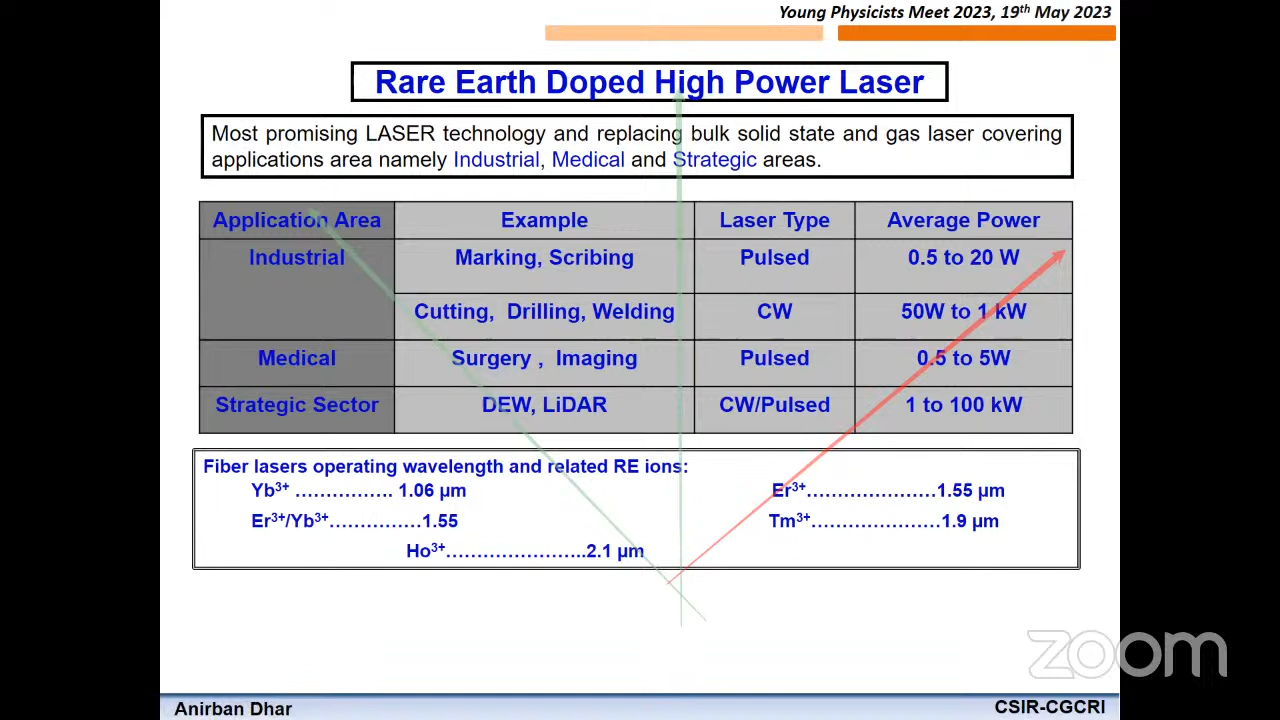 Young Physicists Meet 2023, 19th May 2023
Rare Earth Doped High Power Laser
Most promising LASER technology and replacing bulk solid state and gas laser covering
applications area namely Industrial, Medical and Strategic areas.
Application Area Example Laser Type Average Power
Industrial Marking, Scribing Pulsed 0.5 to 20 W
Cutting, Drilling, Welding CW 50W to 1 kW
Medical Surgery , Imaging Pulsed 0.5 to 5W
Strategic Sector DEW, LiDAR CW/Pulsed 1 to 100 kW
Fiber lasers operating wavelength and related RE ions:
Yb³⁺ …………….. 1.06 µm Er³⁺…………………1.55 µm
Er³⁺/Yb³⁺……………1.55 Tm³⁺…………………1.9 µm
Ho³⁺…………………..2.1 µm
zoom
Anirban Dhar CSIR-CGCRI